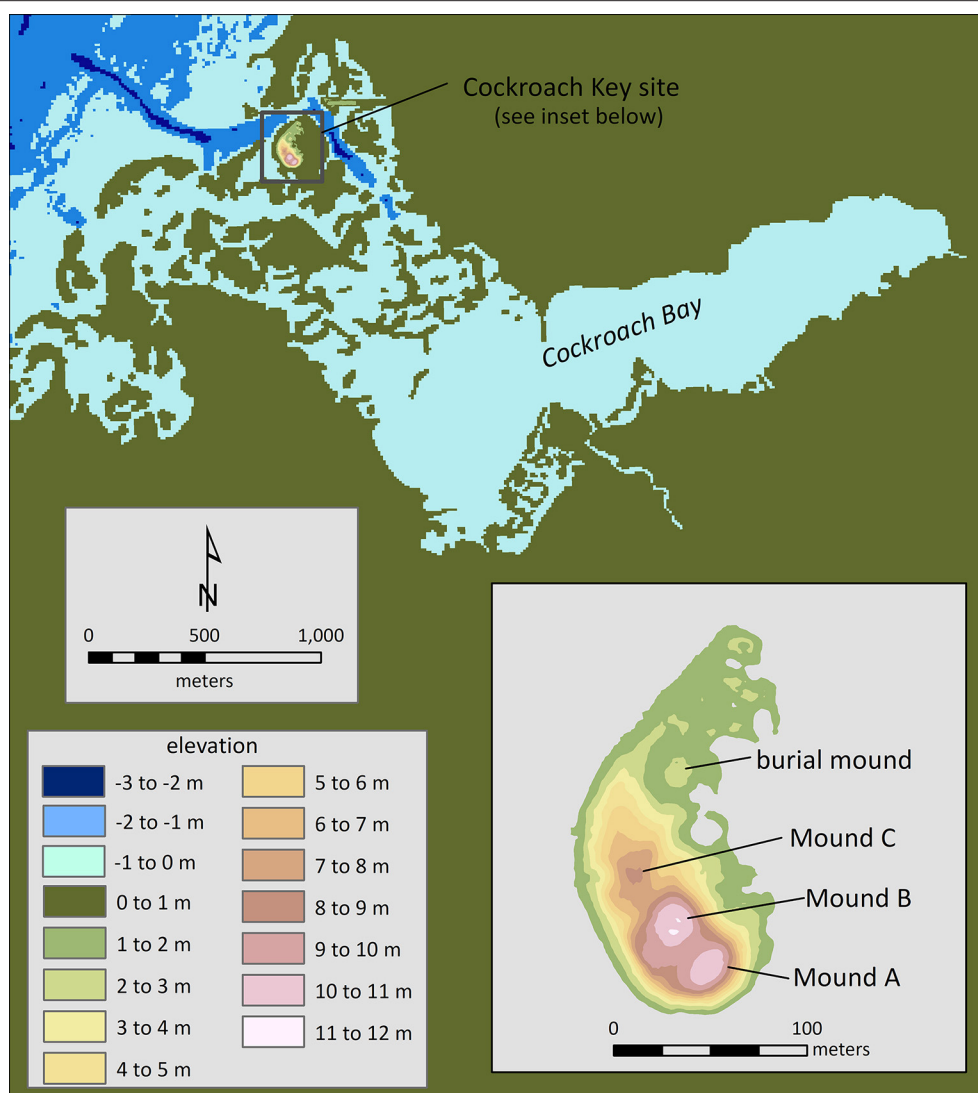 Cockroach Key site
(see inset below)
Cockroach Bay
N
0 500 1,000
meters
elevation
-3 to -2 m
-2 to -1 m
-1 to 0 m
0 to 1 m
1 to 2 m
2 to 3 m
3 to 4 m
4 to 5 m
5 to 6 m
6 to 7 m
7 to 8 m
8 to 9 m
9 to 10 m
10 to 11 m
11 to 12 m
burial mound
Mound C
Mound B
Mound A
0 100
meters